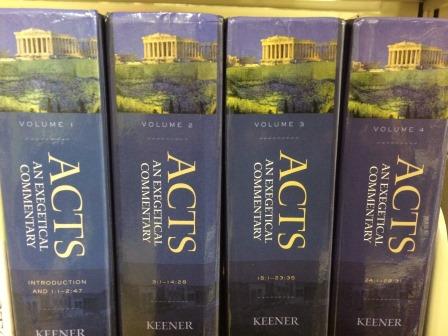 VOLUME 1
ACTS
AN EXEGETICAL
COMMENTARY
INTRODUCTION
AND 1:1–2:47
KEENER
VOLUME 2
ACTS
AN EXEGETICAL
COMMENTARY
3:1–14:28
KEENER
VOLUME 3
ACTS
AN EXEGETICAL
COMMENTARY
15:1–23:35
KEENER
VOLUME 4
ACTS
AN EXEGETICAL
COMMENTARY
24:1–28:31
KEENER